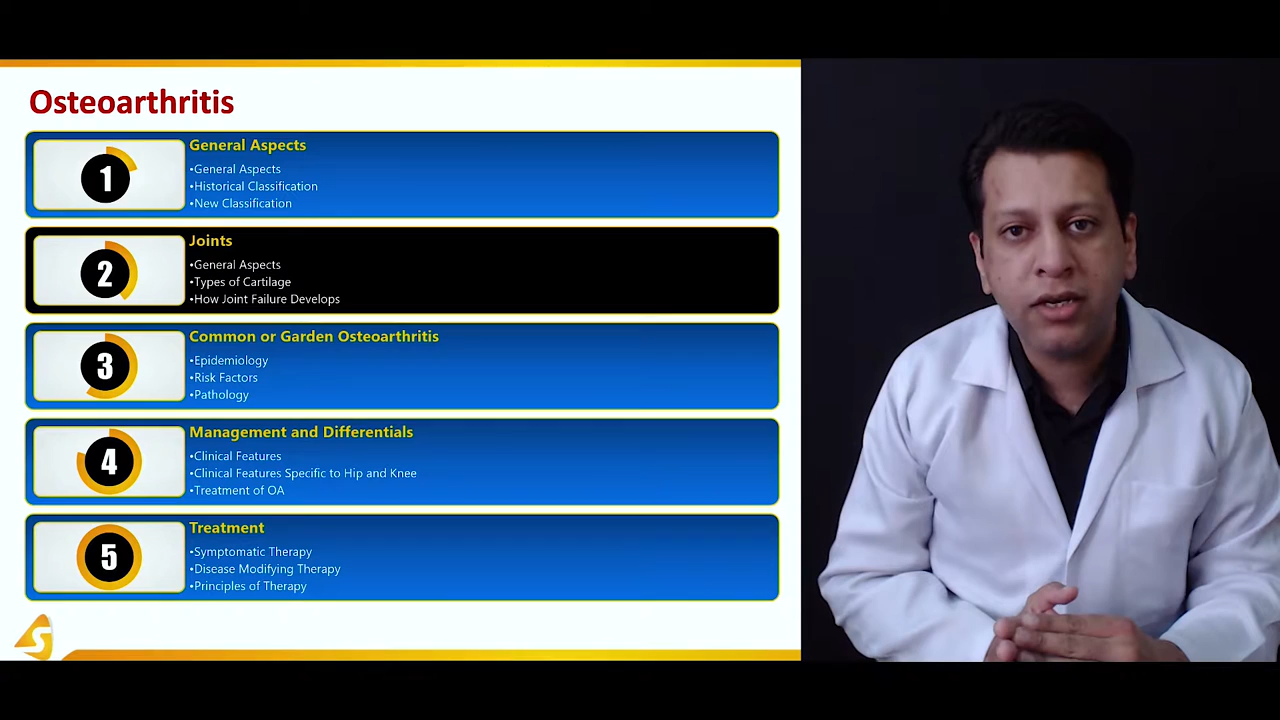 Osteoarthritis
1
General Aspects
•General Aspects
•Historical Classification
•New Classification
2
Joints
•General Aspects
•Types of Cartilage
•How Joint Failure Develops
3
Common or Garden Osteoarthritis
•Epidemiology
•Risk Factors
•Pathology
4
Management and Differentials
•Clinical Features
•Clinical Features Specific to Hip and Knee
•Treatment of OA
5
Treatment
•Symptomatic Therapy
•Disease Modifying Therapy
•Principles of Therapy
S